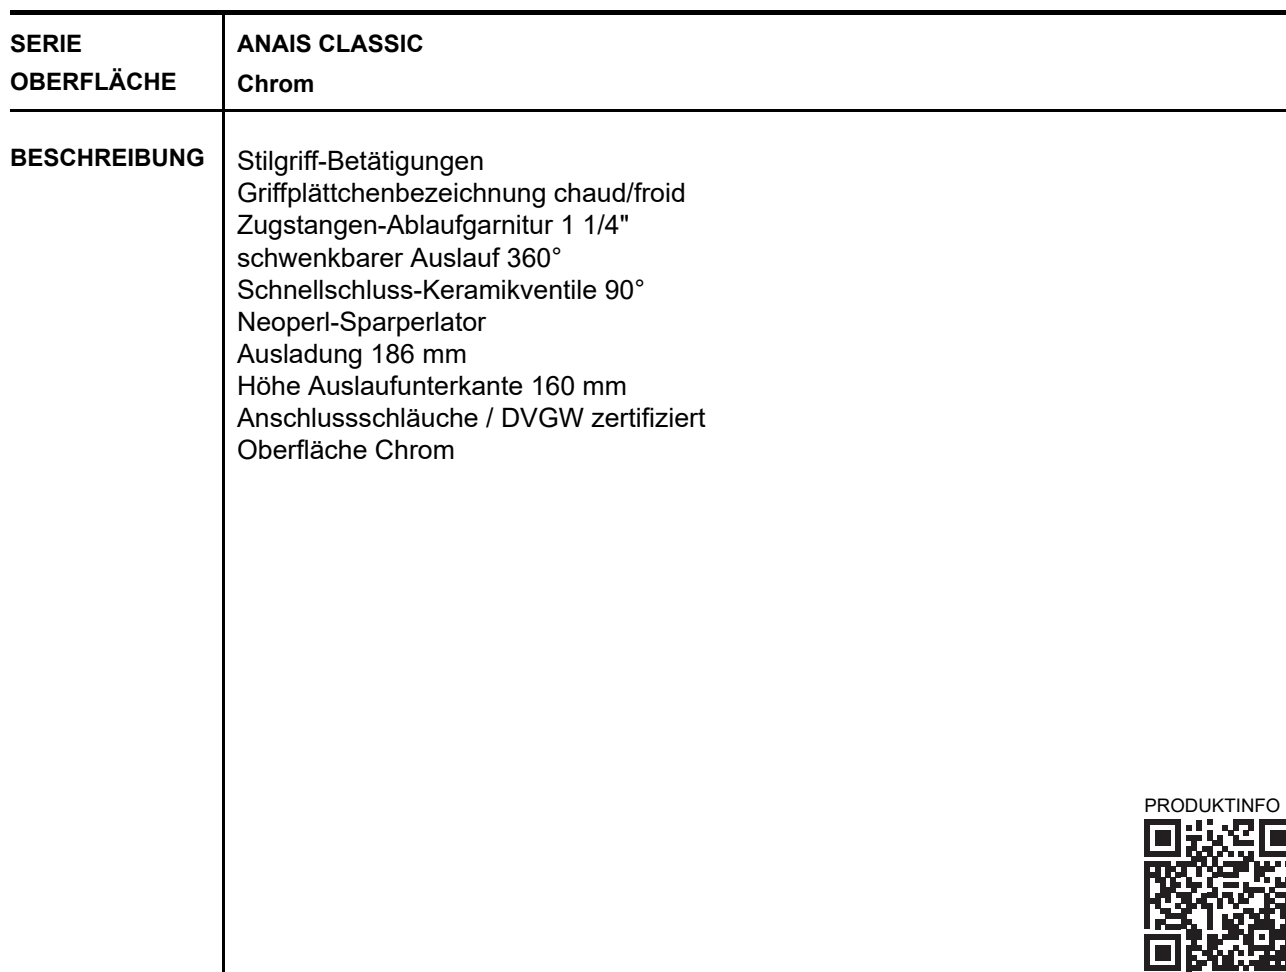 SERIE ANAIS CLASSIC
OBERFLÄCHE Chrom
BESCHREIBUNG Stilgriff-Betätigungen
Griffplättchenbezeichnung chaud/froid
Zugstangen-Ablaufgarnitur 1 1/4"
schwenkbarer Auslauf 360°
Schnellschluss-Keramikventile 90°
Neoperl-Sparperlator
Ausladung 186 mm
Höhe Auslaufunterkante 160 mm
Anschlussschläuche / DVGW zertifiziert
Oberfläche Chrom
PRODUKTINFO